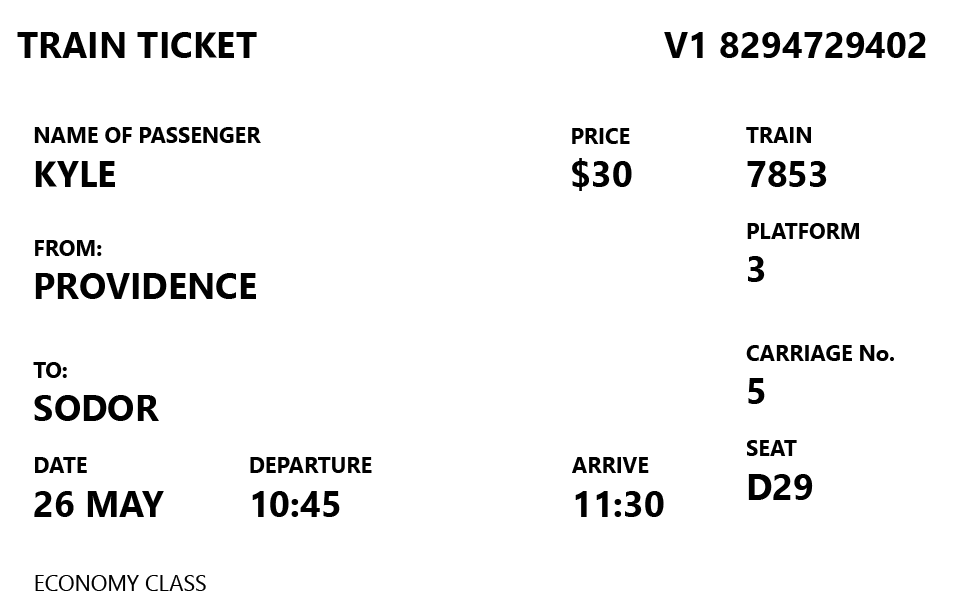 TRAIN TICKET
V1 8294729402
NAME OF PASSENGER
KYLE
PRICE
$30
TRAIN
7853
PLATFORM
3
FROM:
PROVIDENCE
TO:
SODOR
CARRIAGE No.
5
DATE
26 MAY
DEPARTURE
10:45
ARRIVE
11:30
SEAT
D29
ECONOMY CLASS